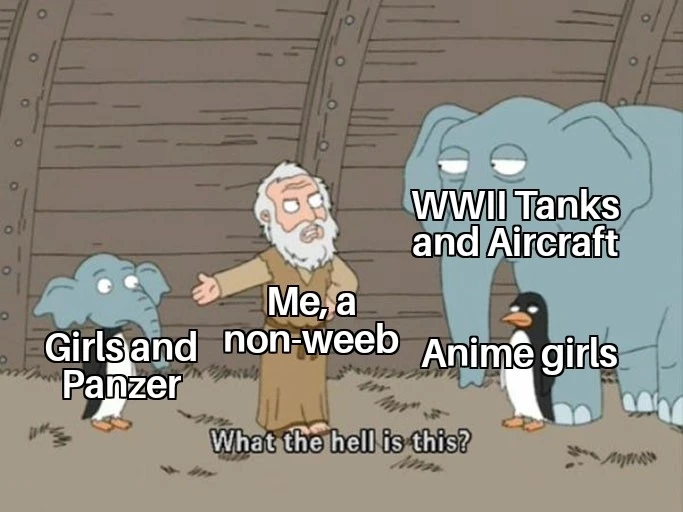 WWII Tanks
and Aircraft
Me, a
non-weeb
Girls and
Panzer
Anime girls
What the hell is this?